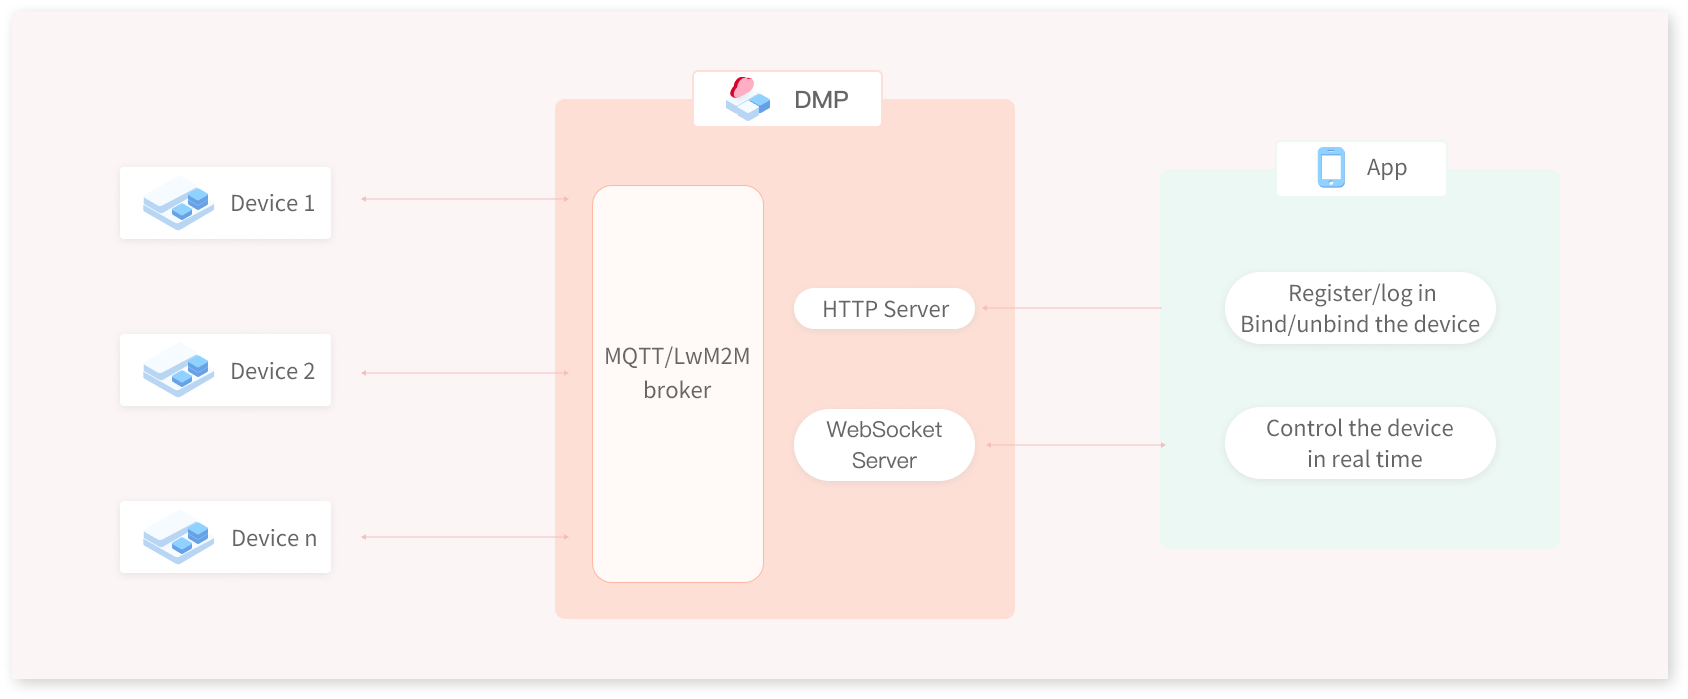 DMP
App
Device 1
Device 2
Device n
MQTT/LwM2M
broker
HTTP Server
WebSocket
Server
Register/log in
Bind/unbind the device
Control the device
in real time